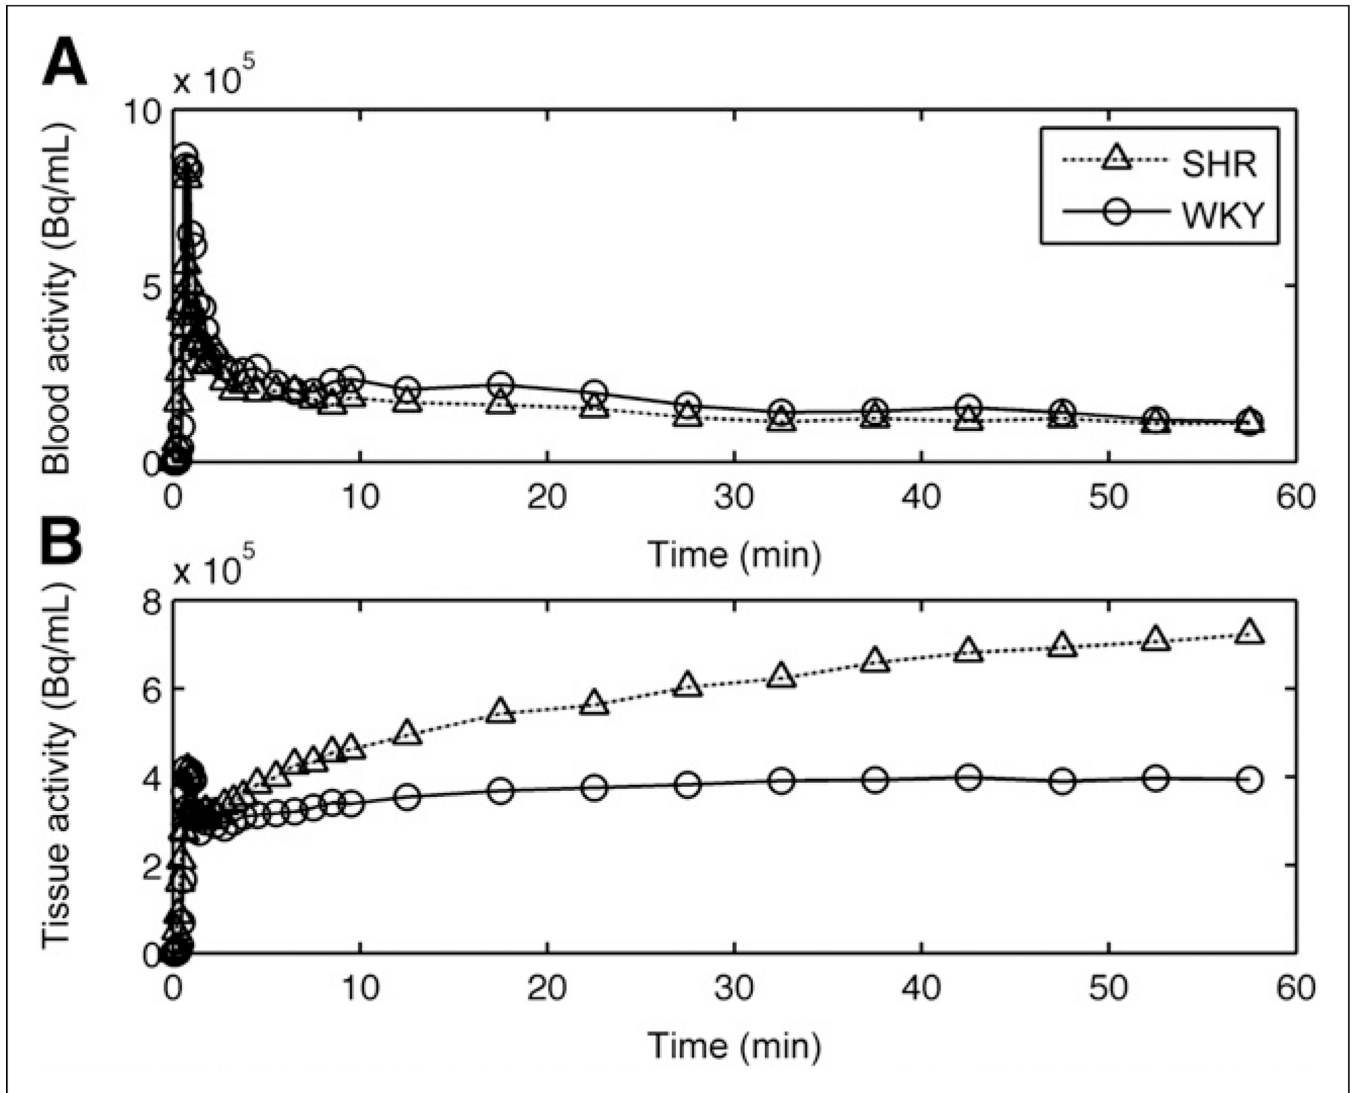 A
x 10^5
Blood activity (Bq/mL)
10
5
0
SHR
WKY
0 10 20 30 40 50 60
Time (min)
B
x 10^5
Tissue activity (Bq/mL)
8
6
4
2
0
0 10 20 30 40 50 60
Time (min)